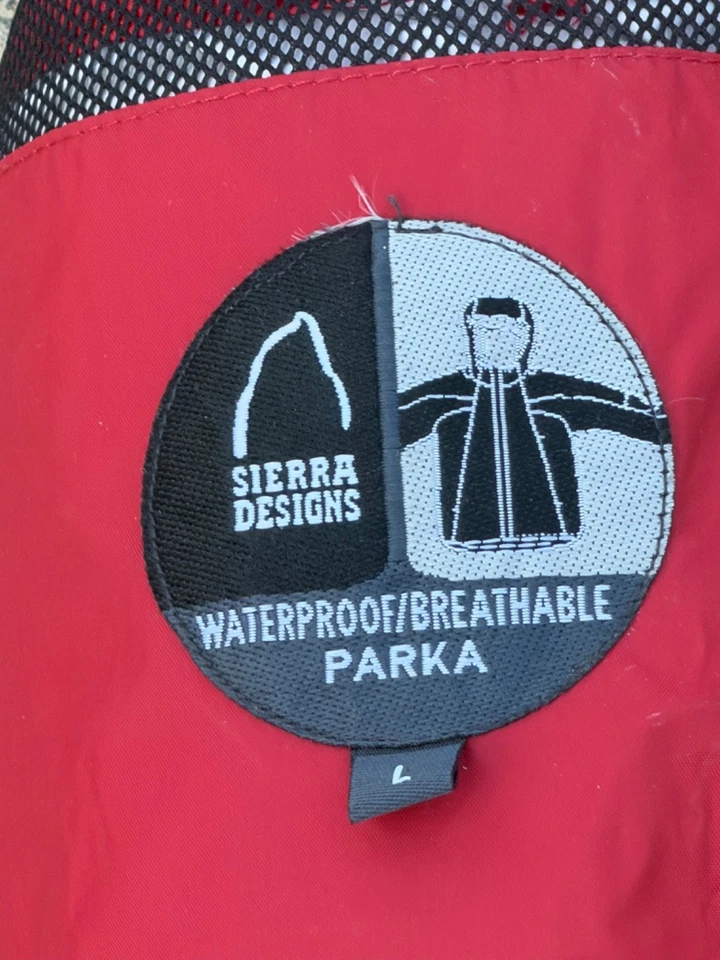 SIERRA
DESIGNS
WATERPROOF/BREATHABLE
PARKA
L